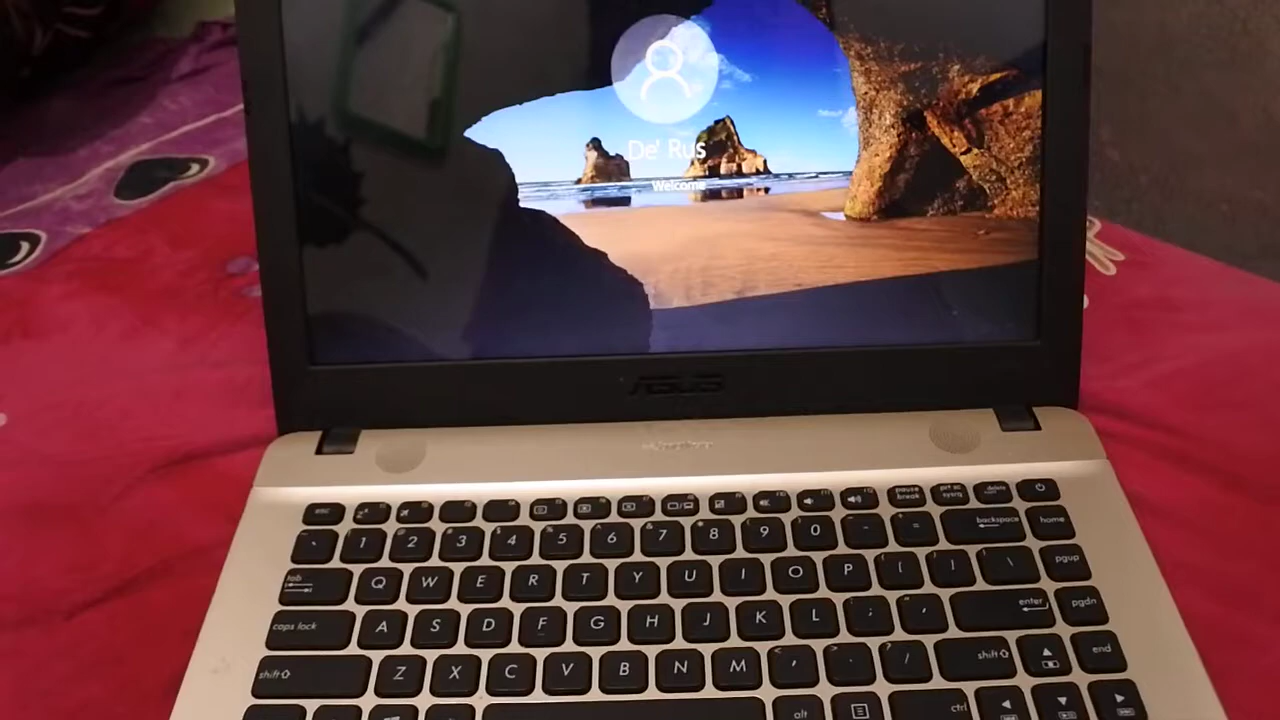 De' Rus
Welcome
ASUS
esc
pause break prt sc sysrq delete
` 1 2 3 4 5 6 7 8 9 0 - = backspace home
tab Q W E R T Y U I O P [ ] \ pgup
caps lock A S D F G H J K L ; ' enter pgdn
shift Z X C V B N M < , > . ? / shift end
alt ctrl